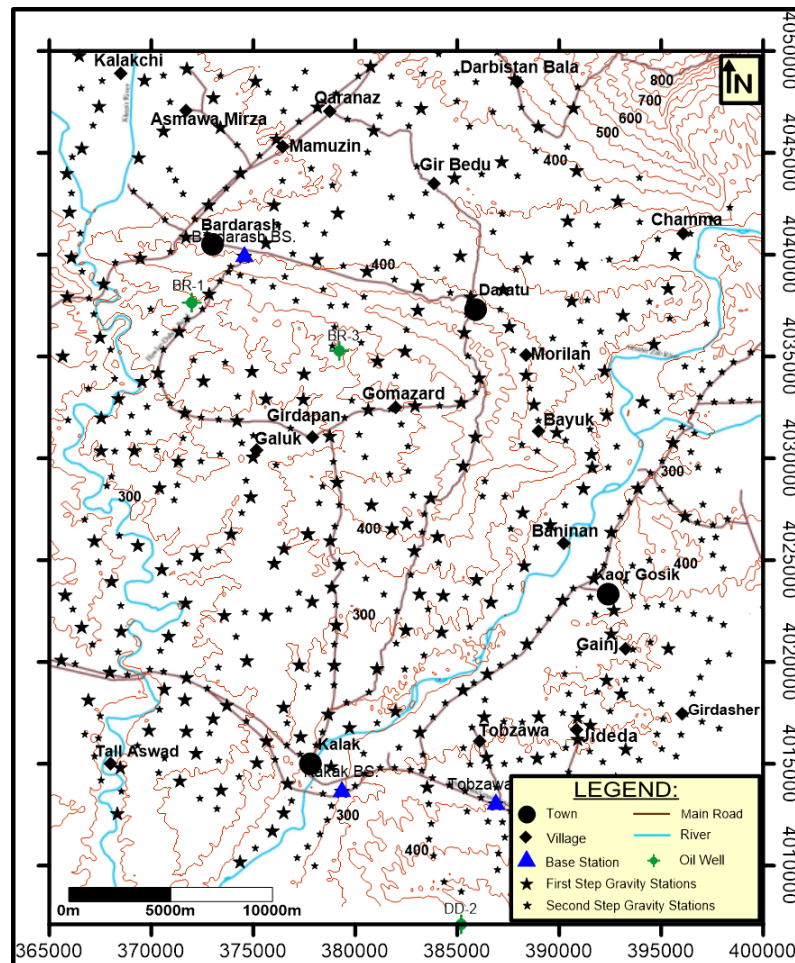 4050000
Kalakchi
Darbistan Bala
N
800
700
600
500
Qaranaz
Asmawa Mirza
Mamuzin
400
4045000
Gir Bedu
Chamma
Bardarash
Bardarash BS.
400
4040000
BR-1
Daratu
BR-3
Morilan
4035000
Gomazard
Girdapan
Galuk
Bayuk
4030000
300
300
400
Baninan
400
4025000
Kaor Gosik
300
Gainj
4020000
Girdasher
Tobzawa
Jideda
Kalak
Tall Aswad
4015000
Kakak BS.
Tobzawa
300
400
4010000
DD-2
LEGEND:
Town
Main Road
Village
River
Base Station
Oil Well
First Step Gravity Stations
Second Step Gravity Stations
0m 5000m 10000m
365000 370000 375000 380000 385000 390000 395000 400000